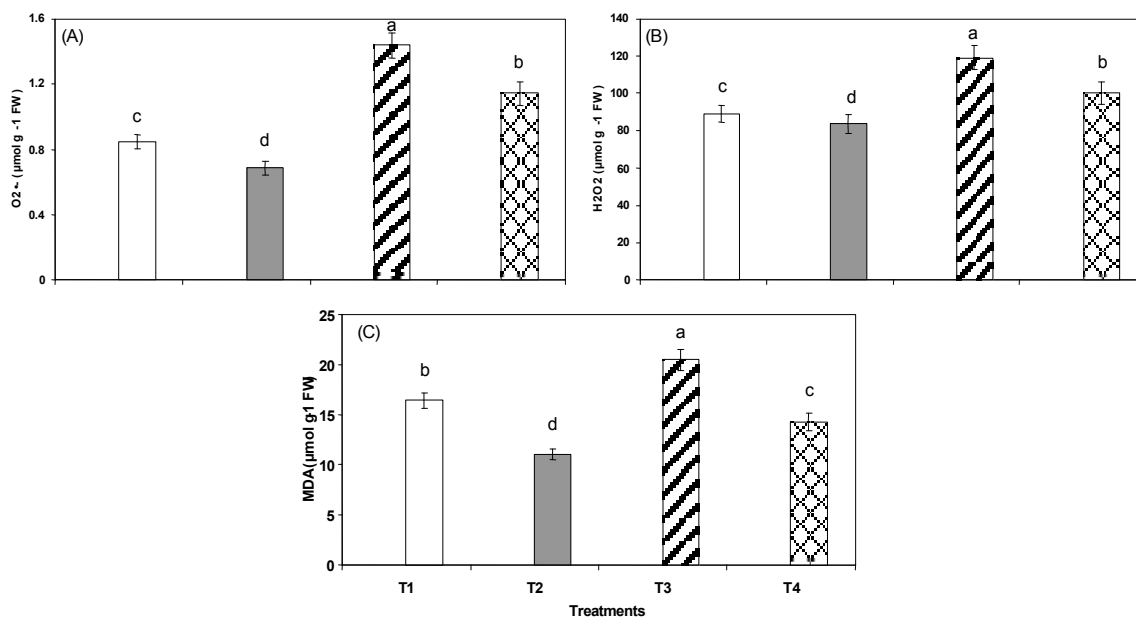 (A)
O2•- (µmol g -1 FW)
1.6
1.2
0.8
0.4
0
c
d
a
b
(B)
H2O2 (µmol g -1 FW)
140
120
100
80
60
40
20
0
c
d
a
b
(C)
MDA(µmol g-1 FW)
25
20
15
10
5
0
b
d
a
c
T1 T2 T3 T4
Treatments